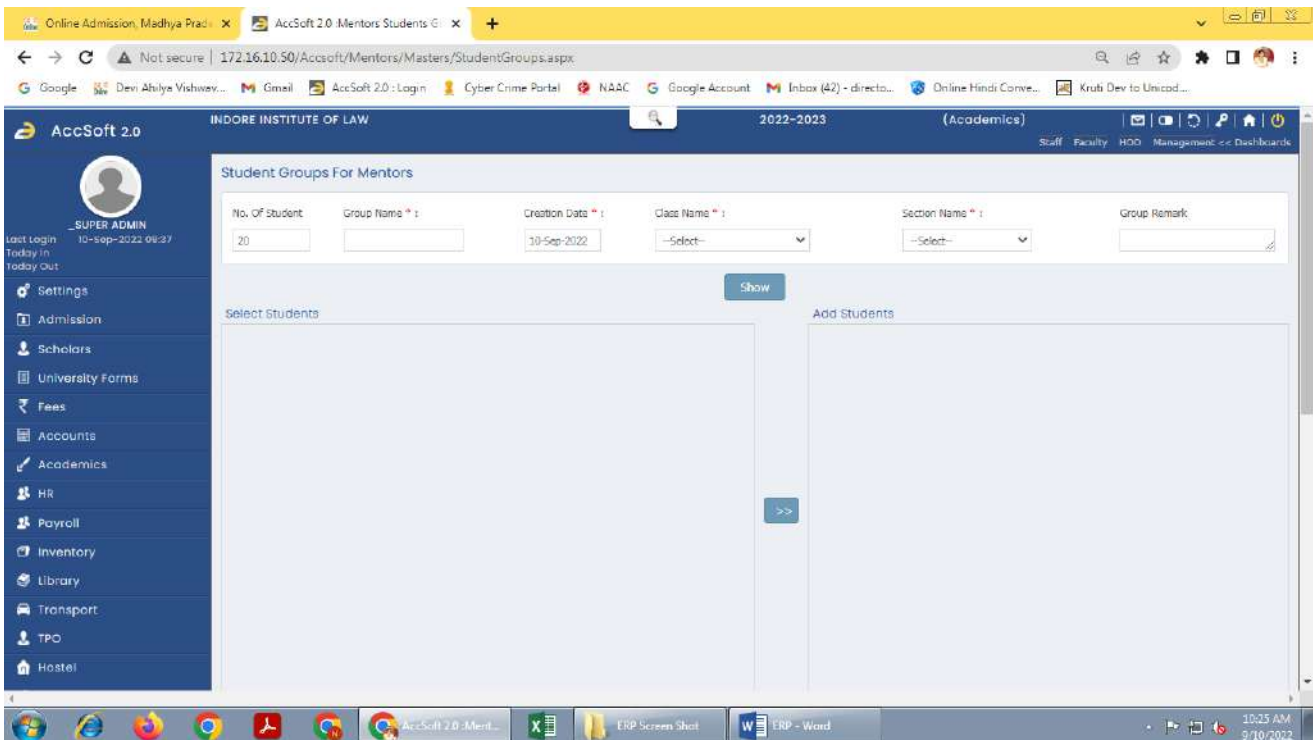 Online Admission, Madhya Prade
AccSoft 2.0 :Mentors Students G
Not secure | 172.16.10.50/Accsoft/Mentors/Masters/StudentGroups.aspx
Google
Devi Ahilya Vishwav...
Gmail
AccSoft 2.0 : Login
Cyber Crime Portal
NAAC
Google Account
Inbox (42) - directo...
Online Hindi Conve...
Kruti Dev to Unicod...
AccSoft 2.0
INDORE INSTITUTE OF LAW
2022-2023
(Academics)
Staff Faculty HOD Management << Dashboards
_SUPER ADMIN
Last Login 10-Sep-2022 09:37
Today In
Today Out
Settings
Admission
Scholars
University Forms
Fees
Accounts
Academics
HR
Payroll
Inventory
Library
Transport
TPO
Hostel
Student Groups For Mentors
No. Of Student
Group Name * :
Creation Date * :
Class Name * :
Section Name * :
Group Remark
20
10-Sep-2022
--Select--
--Select--
Show
Select Students
Add Students
>>
AccSoft 2.0 :Ment...
ERP Screen Shot
ERP - Word
10:25 AM
9/10/2022